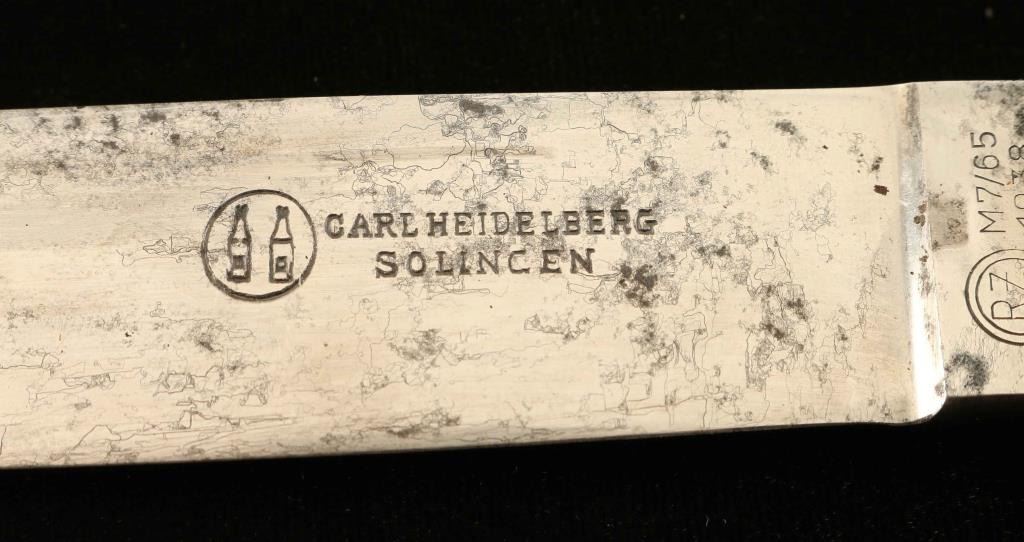 CARL HEIDELBERG
SOLINGEN
RZ
M7/65